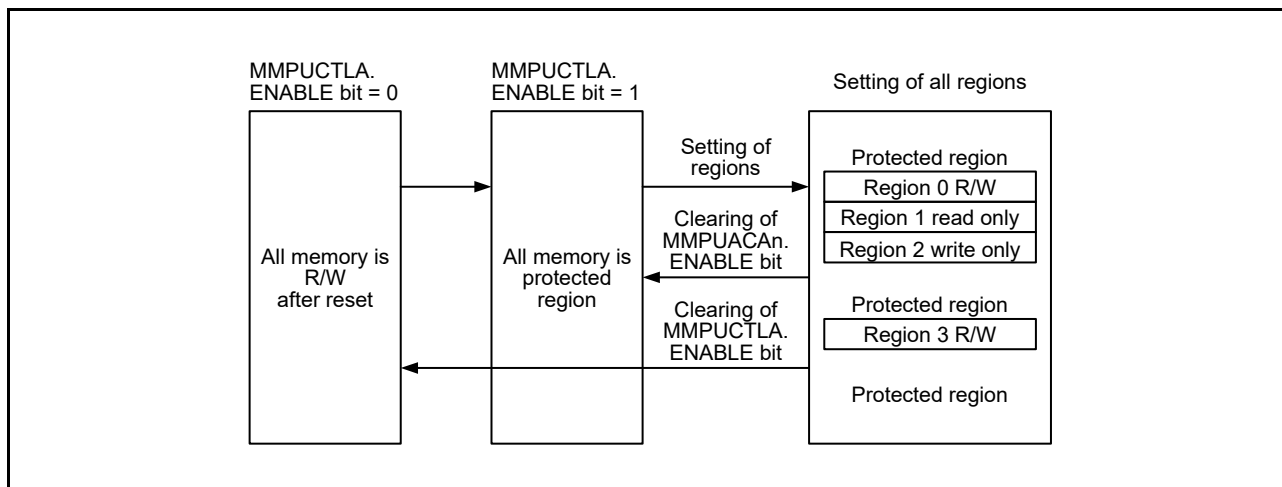 MMPUCTLA.
ENABLE bit = 0
MMPUCTLA.
ENABLE bit = 1
Setting of all regions
All memory is
R/W
after reset
All memory is
protected
region
Setting of
regions
Clearing of
MMPUACAn.
ENABLE bit
Clearing of
MMPUCTLA.
ENABLE bit
Protected region
Region 0 R/W
Region 1 read only
Region 2 write only
Protected region
Region 3 R/W
Protected region